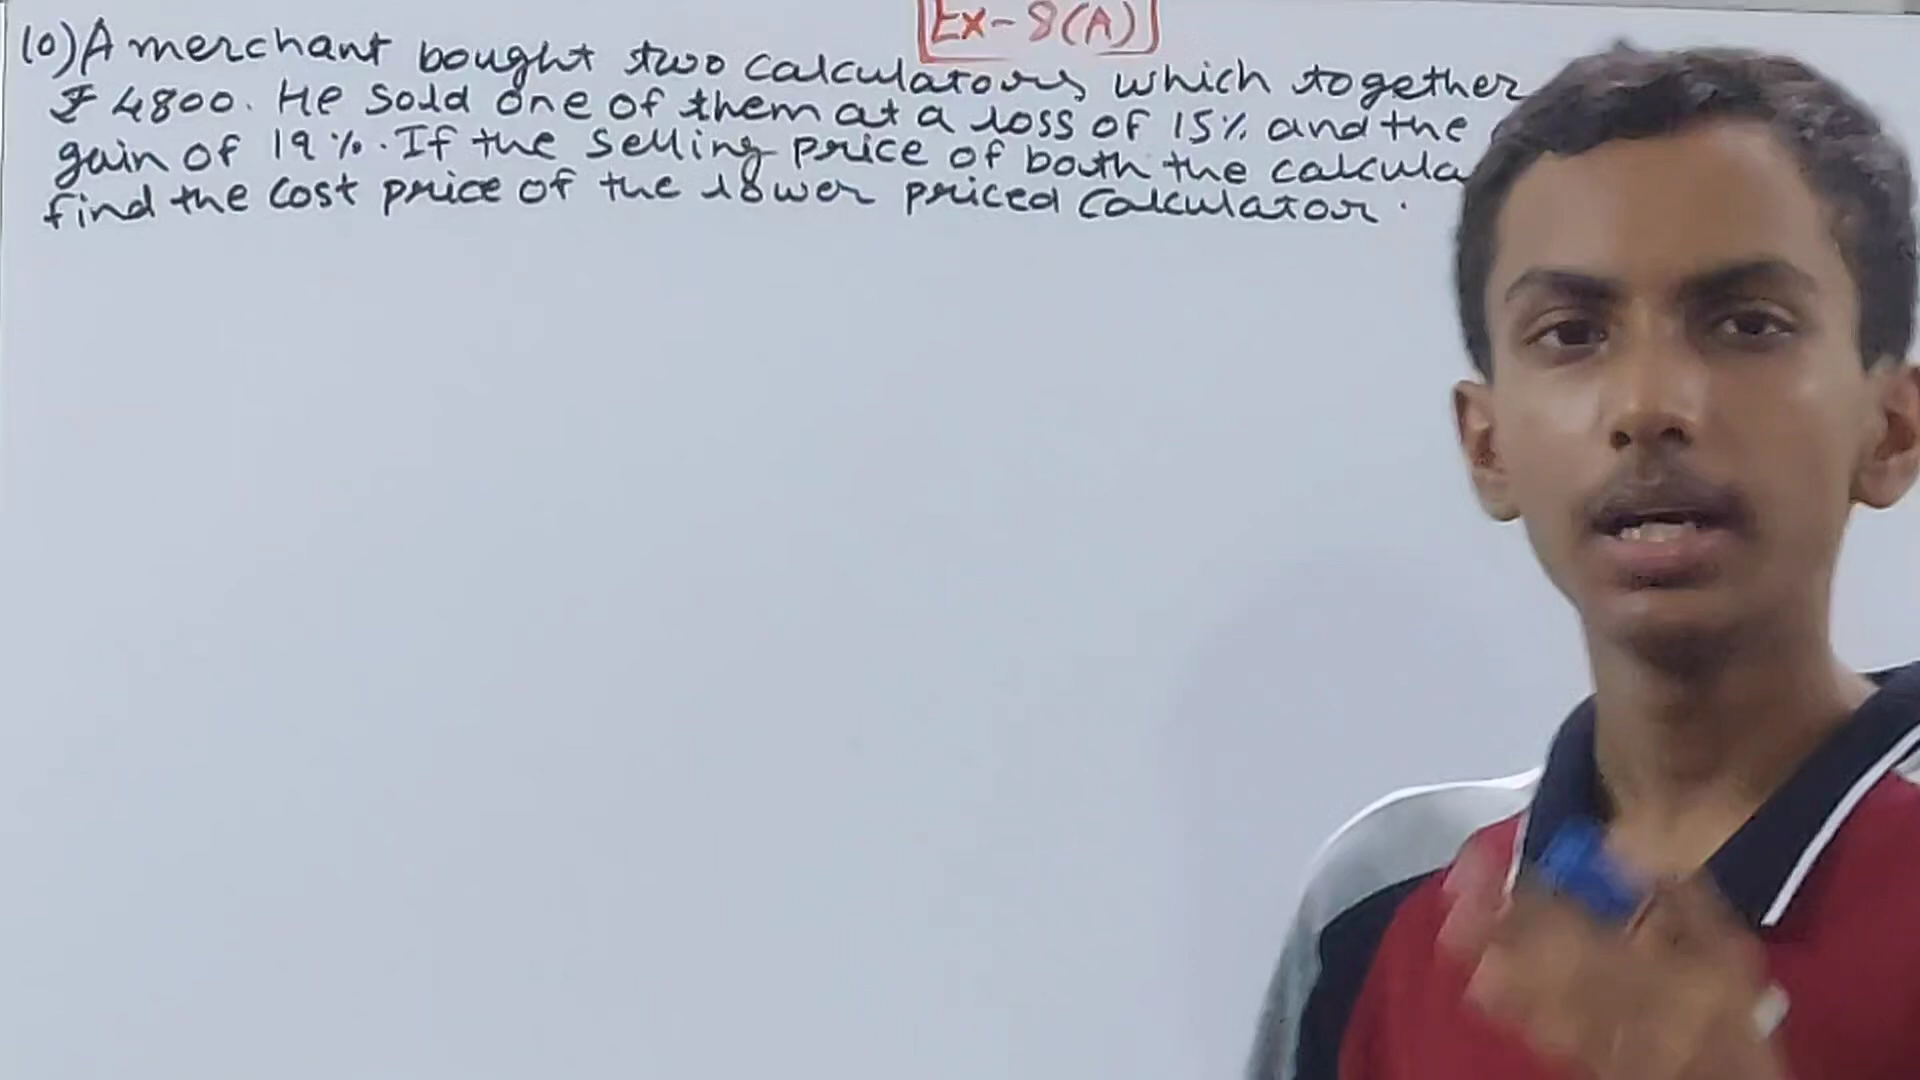 Ex-8(A)
10) A merchant bought two calculators, which together
₹ 4800. He sold one of them at a loss of 15% and the
gain of 19%. If the selling price of both the calcula
find the cost price of the lower priced calculator.